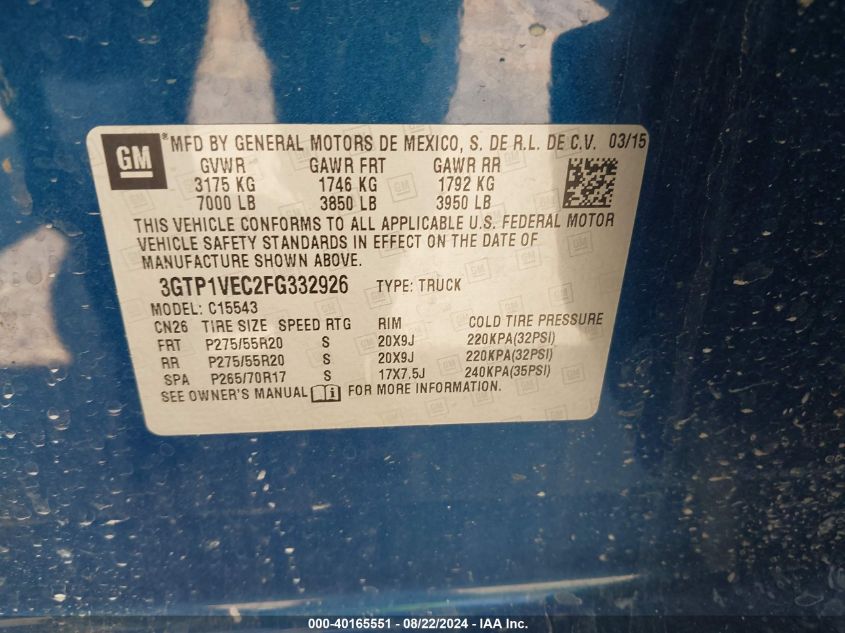 GM ® MFD BY GENERAL MOTORS DE MEXICO, S. DE R.L. DE C.V. 03/15
GVWR GAWR FRT GAWR RR
3175 KG 1746 KG 1792 KG
7000 LB 3850 LB 3950 LB
THIS VEHICLE CONFORMS TO ALL APPLICABLE U.S. FEDERAL MOTOR
VEHICLE SAFETY STANDARDS IN EFFECT ON THE DATE OF
MANUFACTURE SHOWN ABOVE.
3GTP1VEC2FG332926 TYPE: TRUCK
MODEL: C15543
CN26 TIRE SIZE SPEED RTG RIM COLD TIRE PRESSURE
FRT P275/55R20 S 20X9J 220KPA(32PSI)
RR P275/55R20 S 20X9J 220KPA(32PSI)
SPA P265/70R17 S 17X7.5J 240KPA(35PSI)
SEE OWNER'S MANUAL FOR MORE INFORMATION.
000-40165551 - 08/22/2024 - IAA Inc.